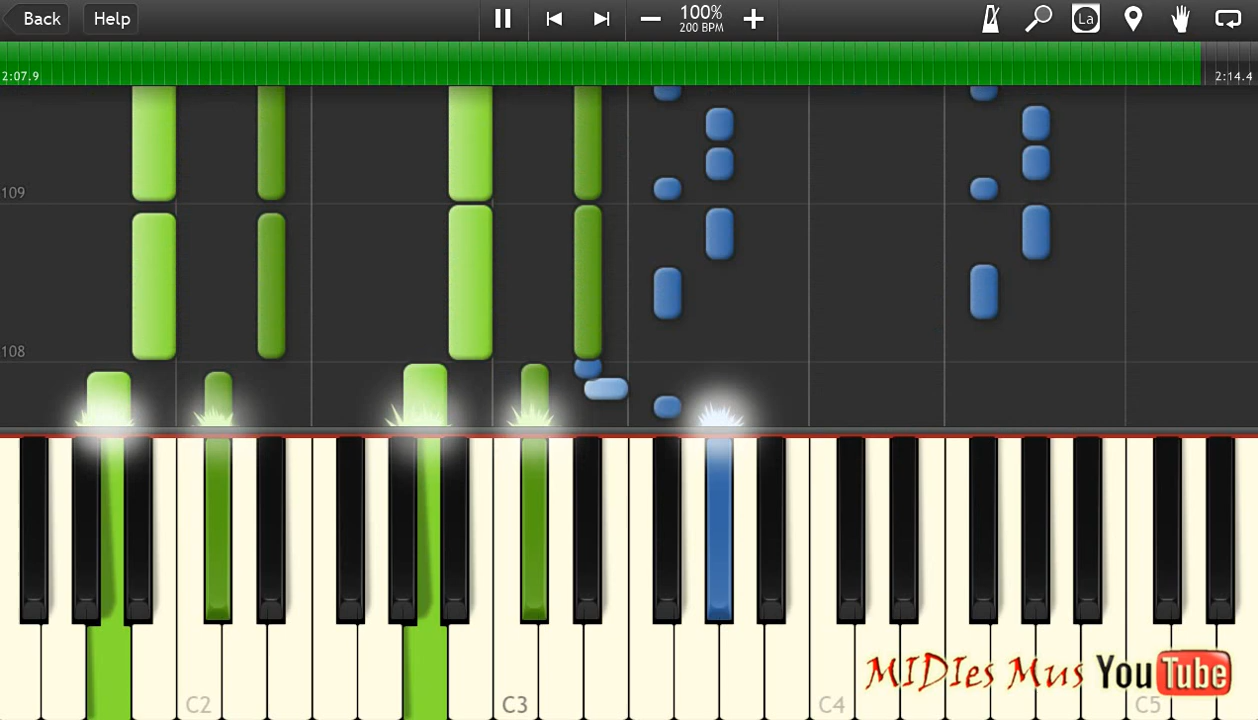 Back Help 100% La
200 BPM
2:07.9 2:14.4
109
108
MIDIes Mus YouTube
C2 C3 C4 C5